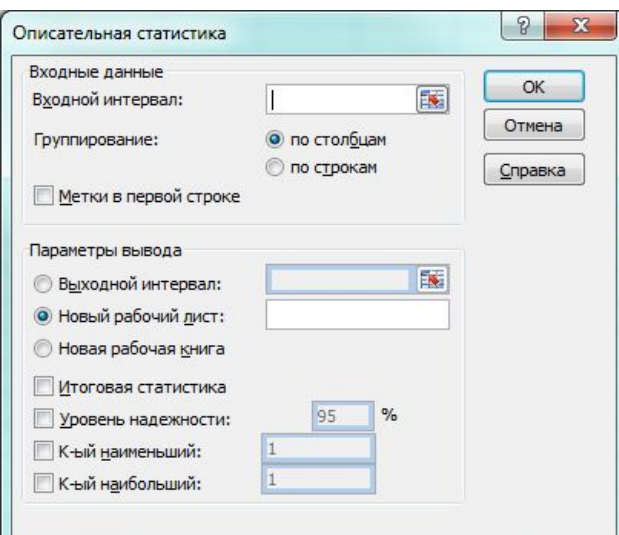 Описательная статистика
Входные данные
Входной интервал:
Группирование:
по столбцам
по строкам
Метки в первой строке
OK
Отмена
Справка
Параметры вывода
Выходной интервал:
Новый рабочий лист:
Новая рабочая книга
Итоговая статистика
Уровень надежности: 95 %
К-ый наименьший: 1
К-ый наибольший: 1